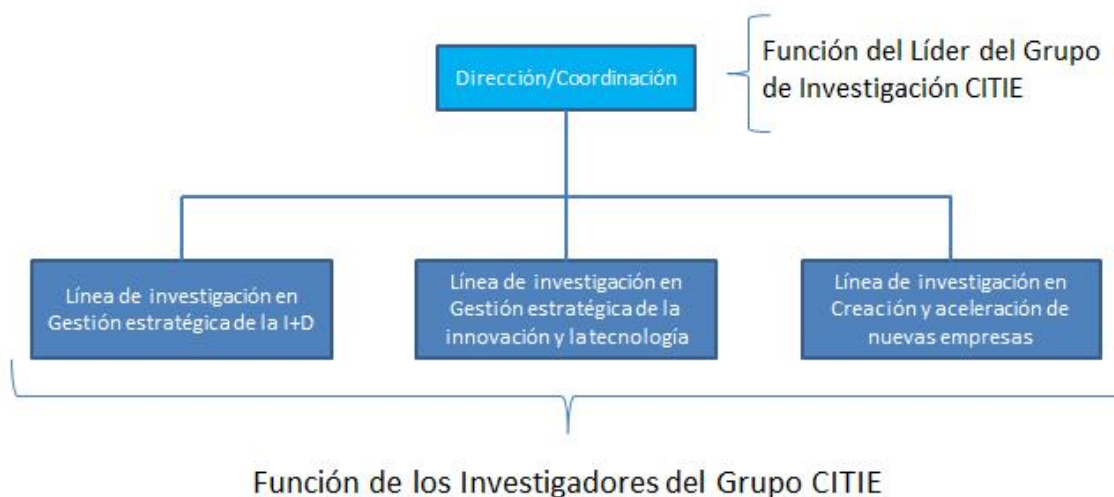 Dirección/Coordinación
Función del Líder del Grupo
de Investigación CITIE
Línea de investigación en
Gestión estratégica de la I+D
Línea de investigación en
Gestión estratégica de la
innovación y la tecnología
Línea de investigación en
Creación y aceleración de
nuevas empresas
Función de los Investigadores del Grupo CITIE